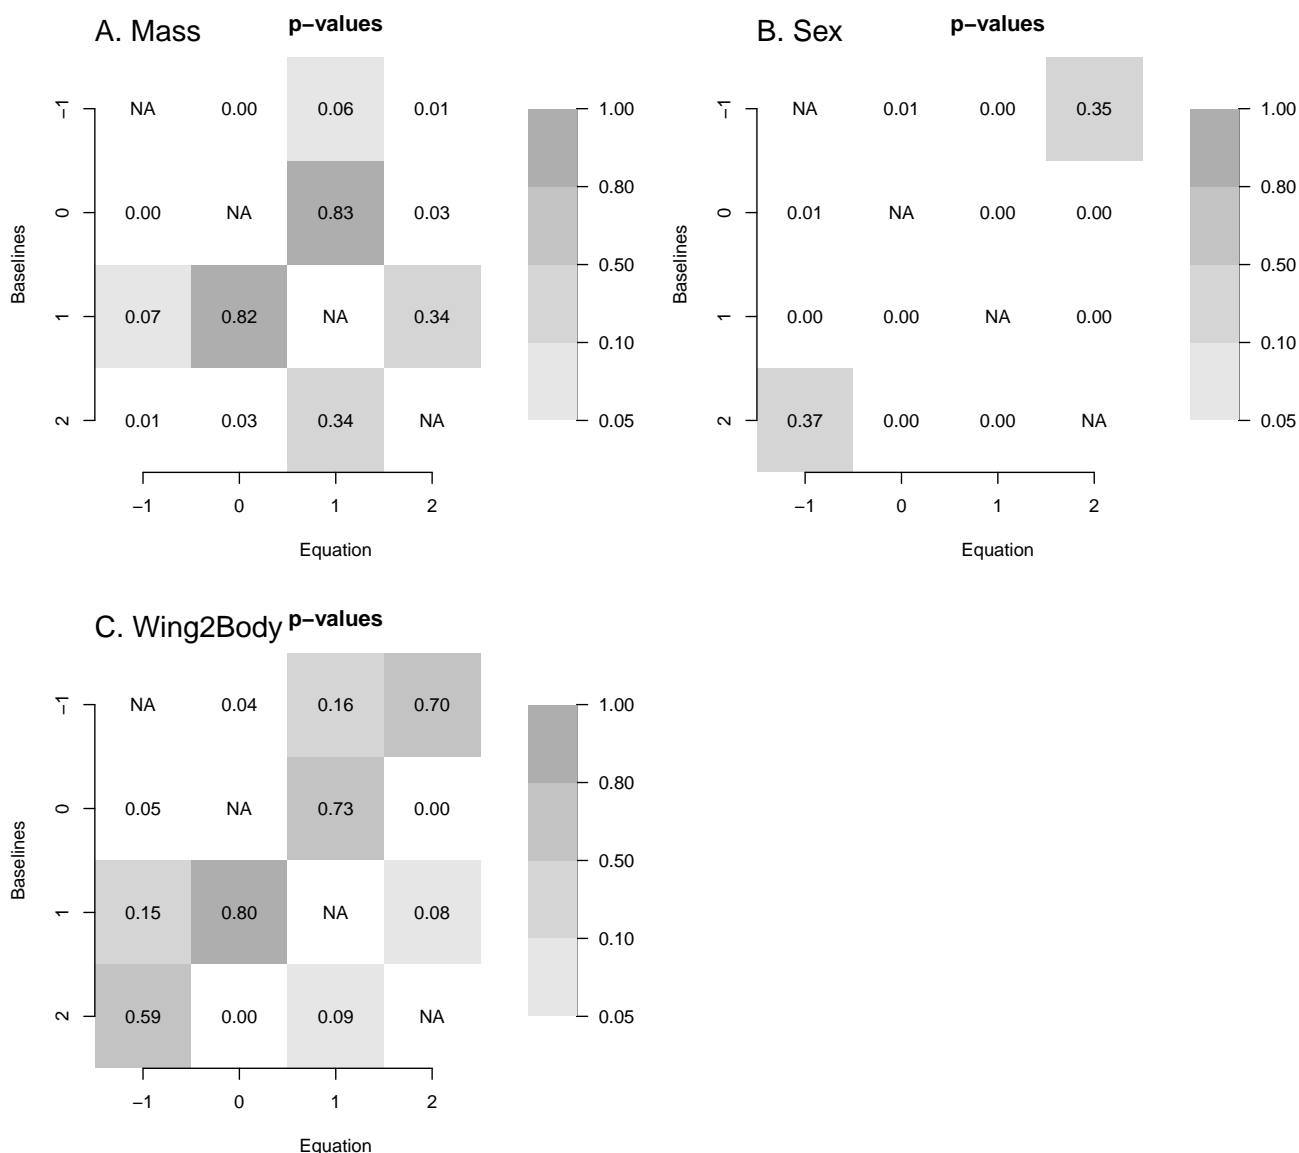 A. Mass p−values
−1 NA 0.00 0.06 0.01 1.00
0.80
0 0.00 NA 0.83 0.03
0.50
1 0.07 0.82 NA 0.34
0.10
2 0.01 0.03 0.34 NA 0.05
−1 0 1 2
Baselines
Equation
B. Sex p−values
−1 NA 0.01 0.00 0.35 1.00
0.80
0 0.01 NA 0.00 0.00
0.50
1 0.00 0.00 NA 0.00
0.10
2 0.37 0.00 0.00 NA 0.05
−1 0 1 2
Baselines
Equation
C. Wing2Body p−values
−1 NA 0.04 0.16 0.70 1.00
0.80
0 0.05 NA 0.73 0.00
0.50
1 0.15 0.80 NA 0.08
0.10
2 0.59 0.00 0.09 NA 0.05
−1 0 1 2
Baselines
Equation